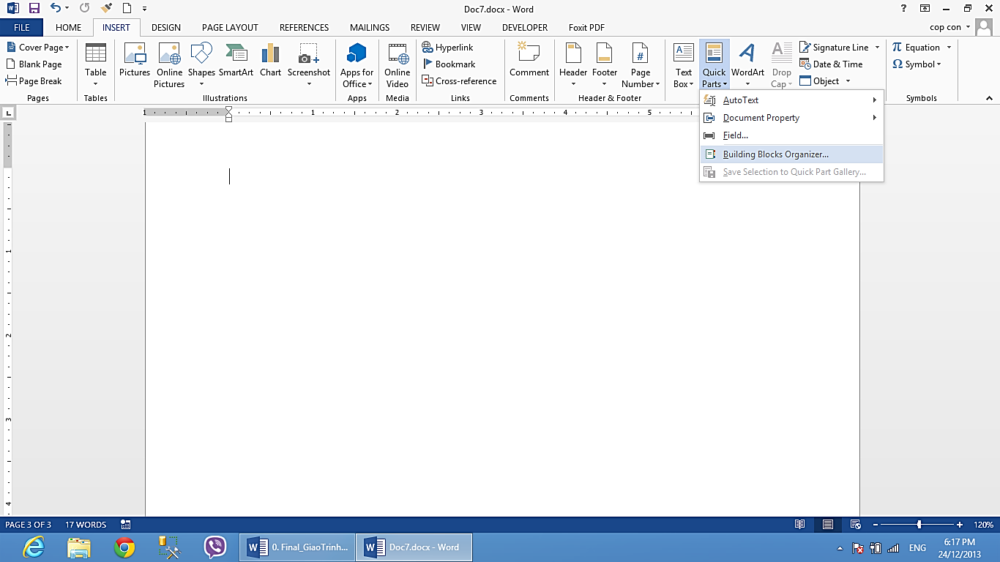 Doc7.docx - Word
?
FILE HOME INSERT DESIGN PAGE LAYOUT REFERENCES MAILINGS REVIEW VIEW DEVELOPER Foxit PDF cop con
Cover Page
Blank Page
Page Break
Pages
Table
Tables
Pictures
Online
Pictures
Shapes
SmartArt
Chart
Screenshot
Illustrations
Apps for
Office
Apps
Online
Video
Media
Hyperlink
Bookmark
Cross-reference
Links
Comment
Comments
Header
Footer
Page
Number
Header & Footer
Text
Box
Quick
Parts
WordArt
Drop
Cap
Signature Line
Date & Time
Object
Equation
Symbol
Symbols
AutoText
Document Property
Field...
Building Blocks Organizer...
Save Selection to Quick Part Gallery...
1 1 2 3 4 5
1
2
3
4
PAGE 3 OF 3 17 WORDS 120%
0. Final_GiaoTrinh...
Doc7.docx - Word
ENG
6:17 PM
24/12/2013